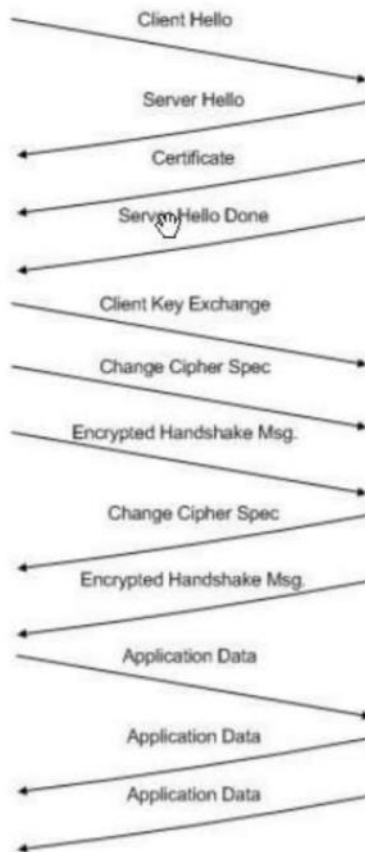 Client Hello
Server Hello
Certificate
Server Hello Done
Client Key Exchange
Change Cipher Spec
Encrypted Handshake Msg.
Change Cipher Spec
Encrypted Handshake Msg.
Application Data
Application Data
Application Data